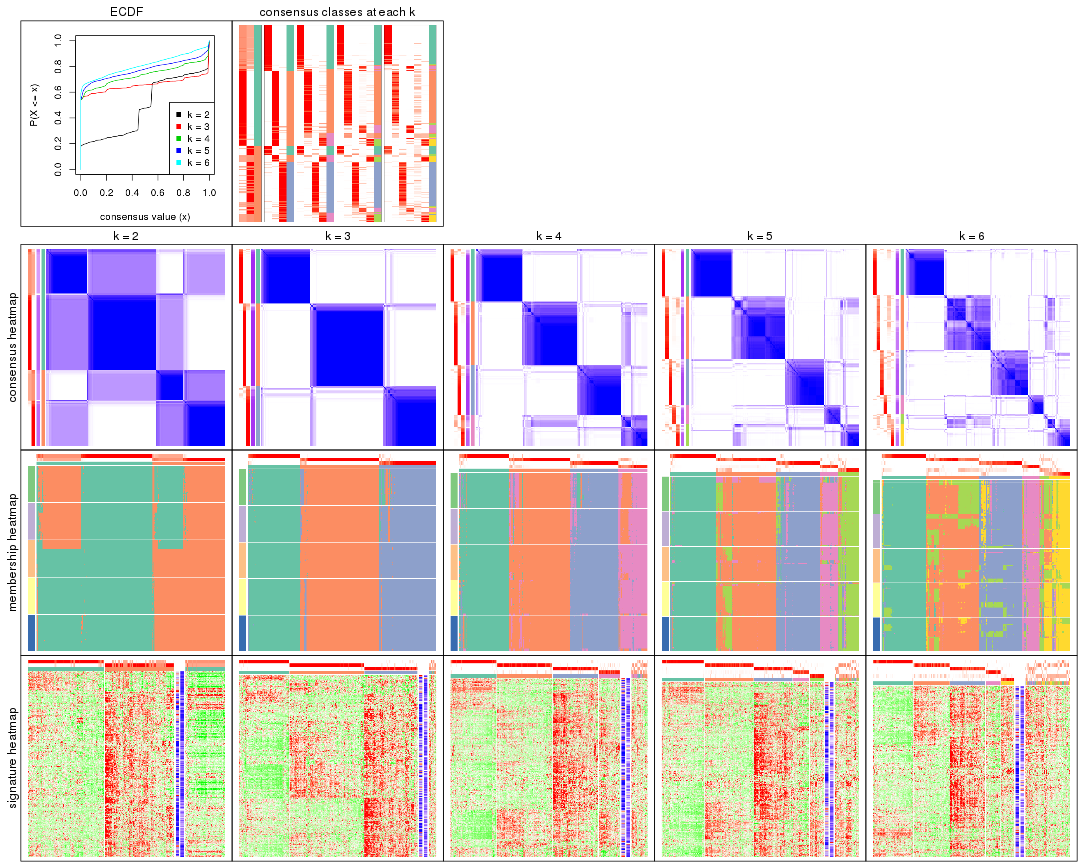 ECDF
consensus classes at each k
P(X <= x)
0.0 0.2 0.4 0.6 0.8 1.0
k = 2
k = 3
k = 4
k = 5
k = 6
0.0 0.2 0.4 0.6 0.8 1.0
consensus value (x)
k = 2
k = 3
k = 4
k = 5
k = 6
consensus heatmap
membership heatmap
signature heatmap